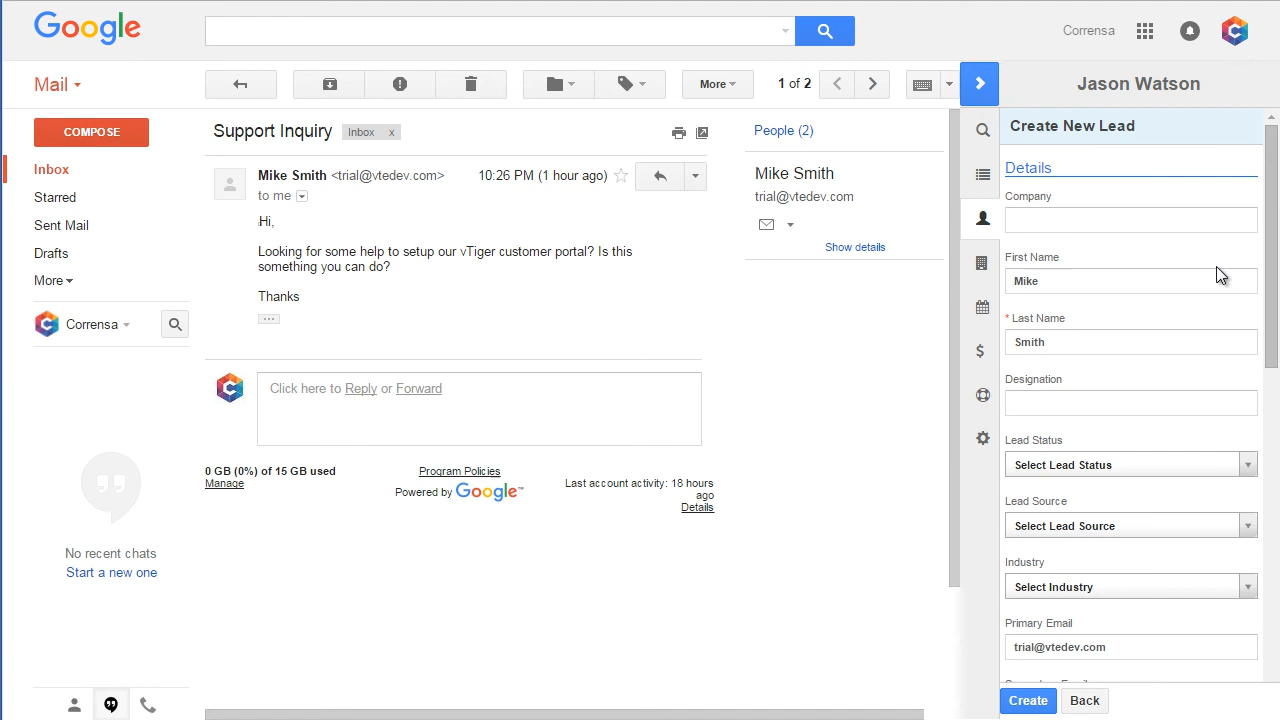 Google
Corrensa
Mail
More
1 of 2
Jason Watson
COMPOSE
Inbox
Starred
Sent Mail
Drafts
More
Corrensa
No recent chats
Start a new one
Support Inquiry
Inbox x
Mike Smith <trial@vtedev.com>
10:26 PM (1 hour ago)
to me
Hi,
Looking for some help to setup our vTiger customer portal? Is this
something you can do?
Thanks
...
Click here to Reply or Forward
0 GB (0%) of 15 GB used
Manage
Program Policies
Powered by Google™
Last account activity: 18 hours
ago
Details
People (2)
Mike Smith
trial@vtedev.com
Show details
Create New Lead
Details
Company
First Name
Mike
* Last Name
Smith
Designation
Lead Status
Select Lead Status
Lead Source
Select Lead Source
Industry
Select Industry
Primary Email
trial@vtedev.com
Create
Back